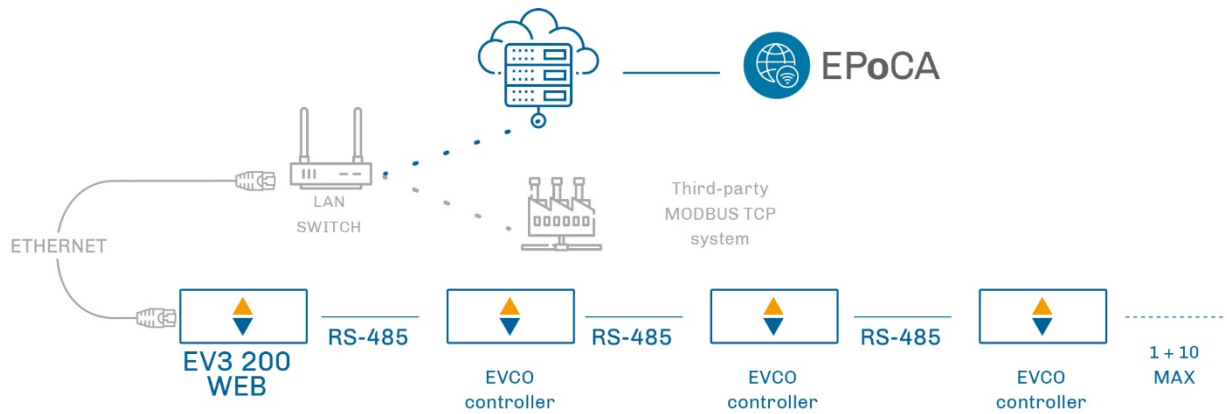 EPoCA
LAN
SWITCH
Third-party
MODBUS TCP
system
ETHERNET
RS-485
RS-485
RS-485
EV3 200
WEB
EVCO
controller
EVCO
controller
EVCO
controller
1 + 10
MAX